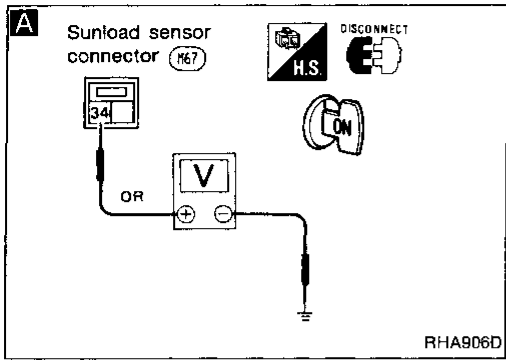 A
Sunload sensor
connector M67
DISCONNECT
H.S.
ON
34
V
OR
+ −
RHA906D